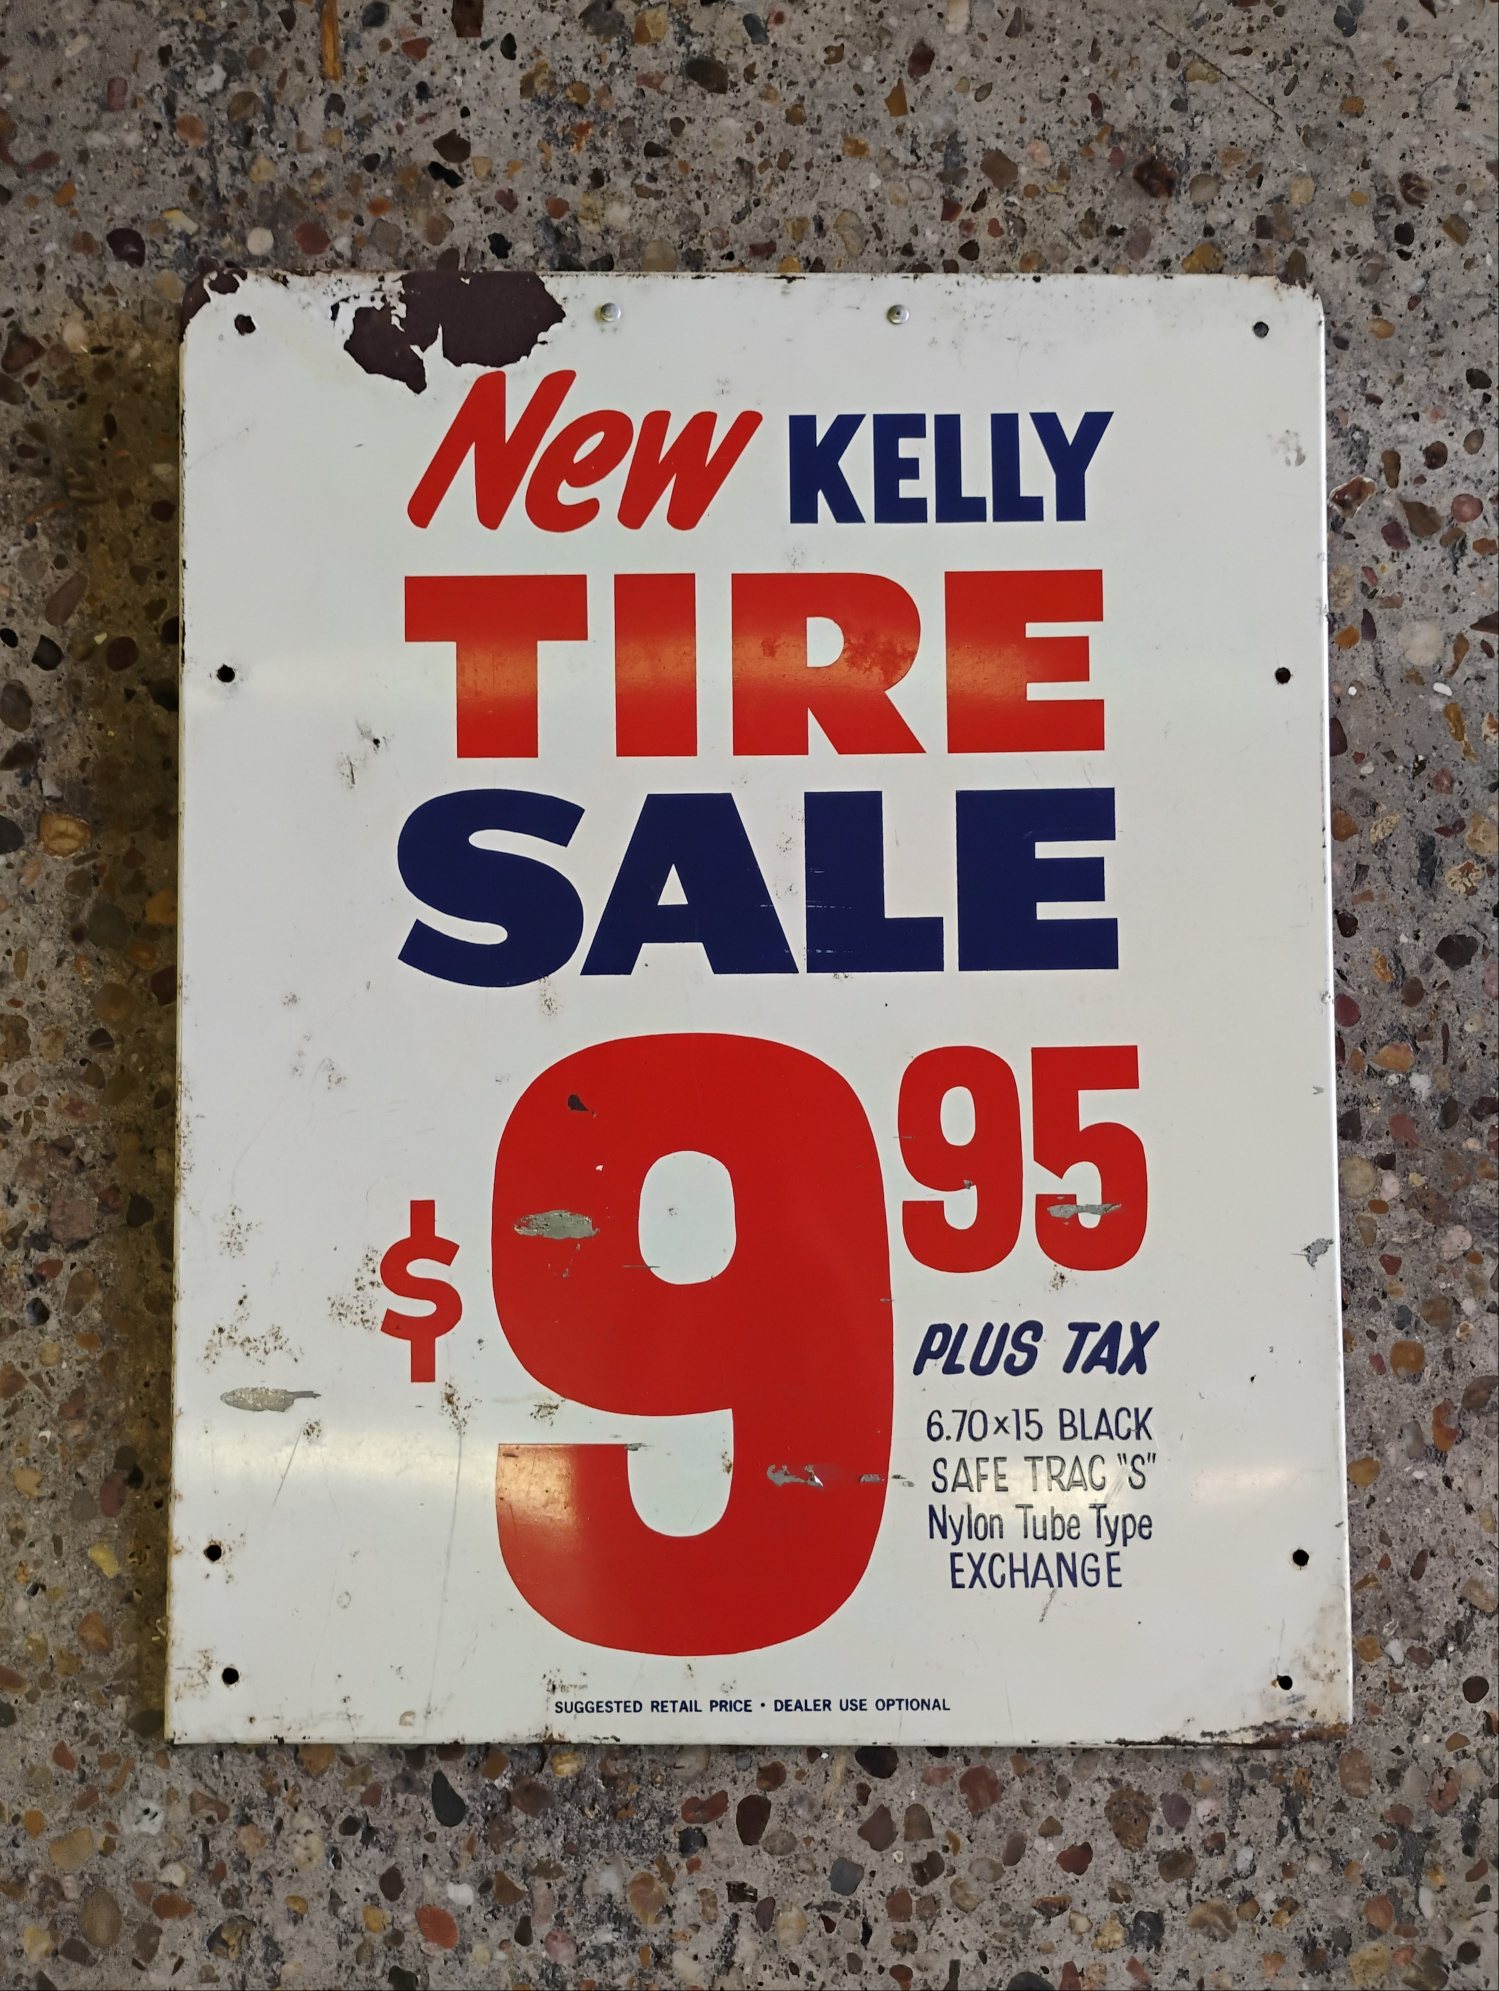 New KELLY
TIRE
SALE
$9 95
PLUS TAX
6.70×15 BLACK
SAFE TRAC "S"
Nylon Tube Type
EXCHANGE
SUGGESTED RETAIL PRICE • DEALER USE OPTIONAL